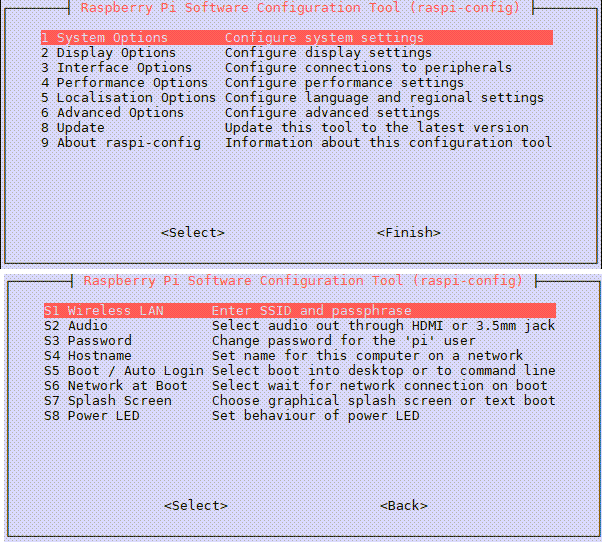 Raspberry Pi Software Configuration Tool (raspi-config)
1 System Options Configure system settings
2 Display Options Configure display settings
3 Interface Options Configure connections to peripherals
4 Performance Options Configure performance settings
5 Localisation Options Configure language and regional settings
6 Advanced Options Configure advanced settings
8 Update Update this tool to the latest version
9 About raspi-config Information about this configuration tool
<Select> <Finish>
Raspberry Pi Software Configuration Tool (raspi-config)
S1 Wireless LAN Enter SSID and passphrase
S2 Audio Select audio out through HDMI or 3.5mm jack
S3 Password Change password for the 'pi' user
S4 Hostname Set name for this computer on a network
S5 Boot / Auto Login Select boot into desktop or to command line
S6 Network at Boot Select wait for network connection on boot
S7 Splash Screen Choose graphical splash screen or text boot
S8 Power LED Set behaviour of power LED
<Select> <Back>